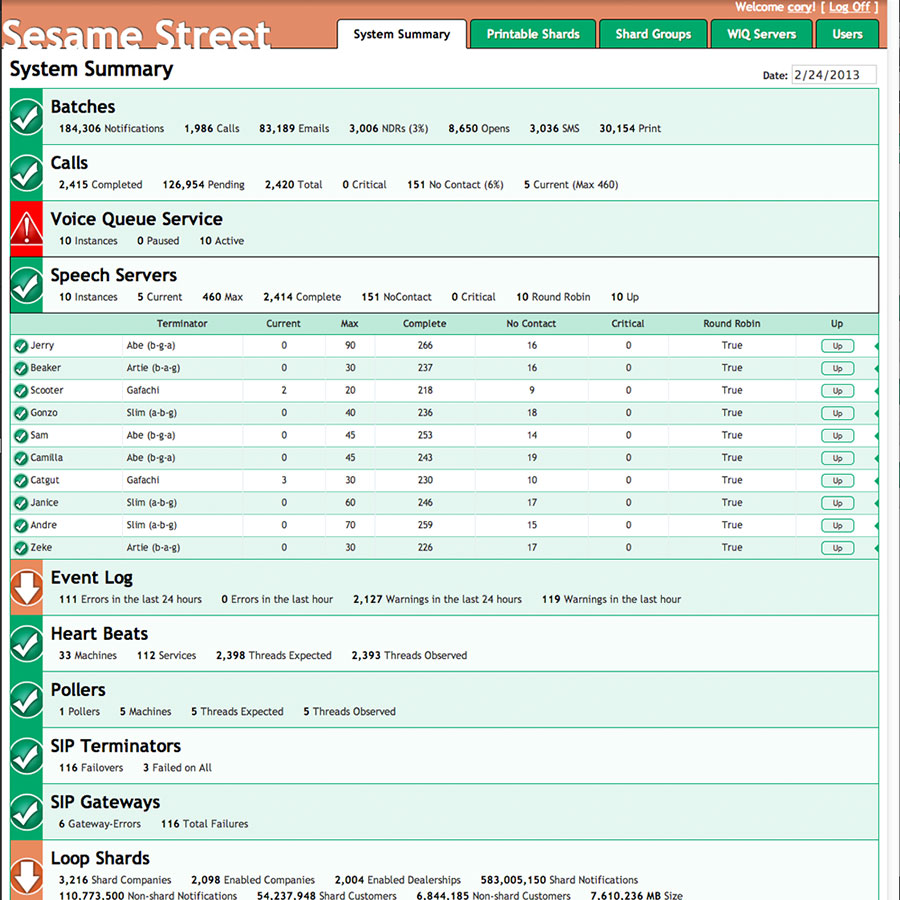 Welcome cory! [ Log Off ]
Sesame Street
System Summary Printable Shards Shard Groups WIQ Servers Users
System Summary
Date: 2/24/2013
Batches
184,306 Notifications 1,986 Calls 83,189 Emails 3,006 NDRs (3%) 8,650 Opens 3,036 SMS 30,154 Print
Calls
2,415 Completed 126,954 Pending 2,420 Total 0 Critical 151 No Contact (6%) 5 Current (Max 460)
Voice Queue Service
10 Instances 0 Paused 10 Active
Speech Servers
10 Instances 5 Current 460 Max 2,414 Complete 151 NoContact 0 Critical 10 Round Robin 10 Up
Terminator Current Max Complete No Contact Critical Round Robin Up
Jerry Abe (b-g-a) 0 90 266 16 0 True Up
Beaker Artie (b-a-g) 0 30 237 16 0 True Up
Scooter Gafachi 2 20 218 9 0 True Up
Gonzo Slim (a-b-g) 0 40 236 18 0 True Up
Sam Abe (b-g-a) 0 45 253 14 0 True Up
Camilla Abe (b-g-a) 0 45 243 19 0 True Up
Catgut Gafachi 3 30 230 10 0 True Up
Janice Slim (a-b-g) 0 60 246 17 0 True Up
Andre Slim (a-b-g) 0 70 259 15 0 True Up
Zeke Artie (b-a-g) 0 30 226 17 0 True Up
Event Log
111 Errors in the last 24 hours 0 Errors in the last hour 2,127 Warnings in the last 24 hours 119 Warnings in the last hour
Heart Beats
33 Machines 112 Services 2,398 Threads Expected 2,393 Threads Observed
Pollers
1 Pollers 5 Machines 5 Threads Expected 5 Threads Observed
SIP Terminators
116 Failovers 3 Failed on All
SIP Gateways
6 Gateway-Errors 116 Total Failures
Loop Shards
3,216 Shard Companies 2,098 Enabled Companies 2,004 Enabled Dealerships 583,005,150 Shard Notifications
110,773,500 Non-shard Notifications 54,237,948 Shard Customers 6,844,185 Non-shard Customers 7,610,236 MB Size